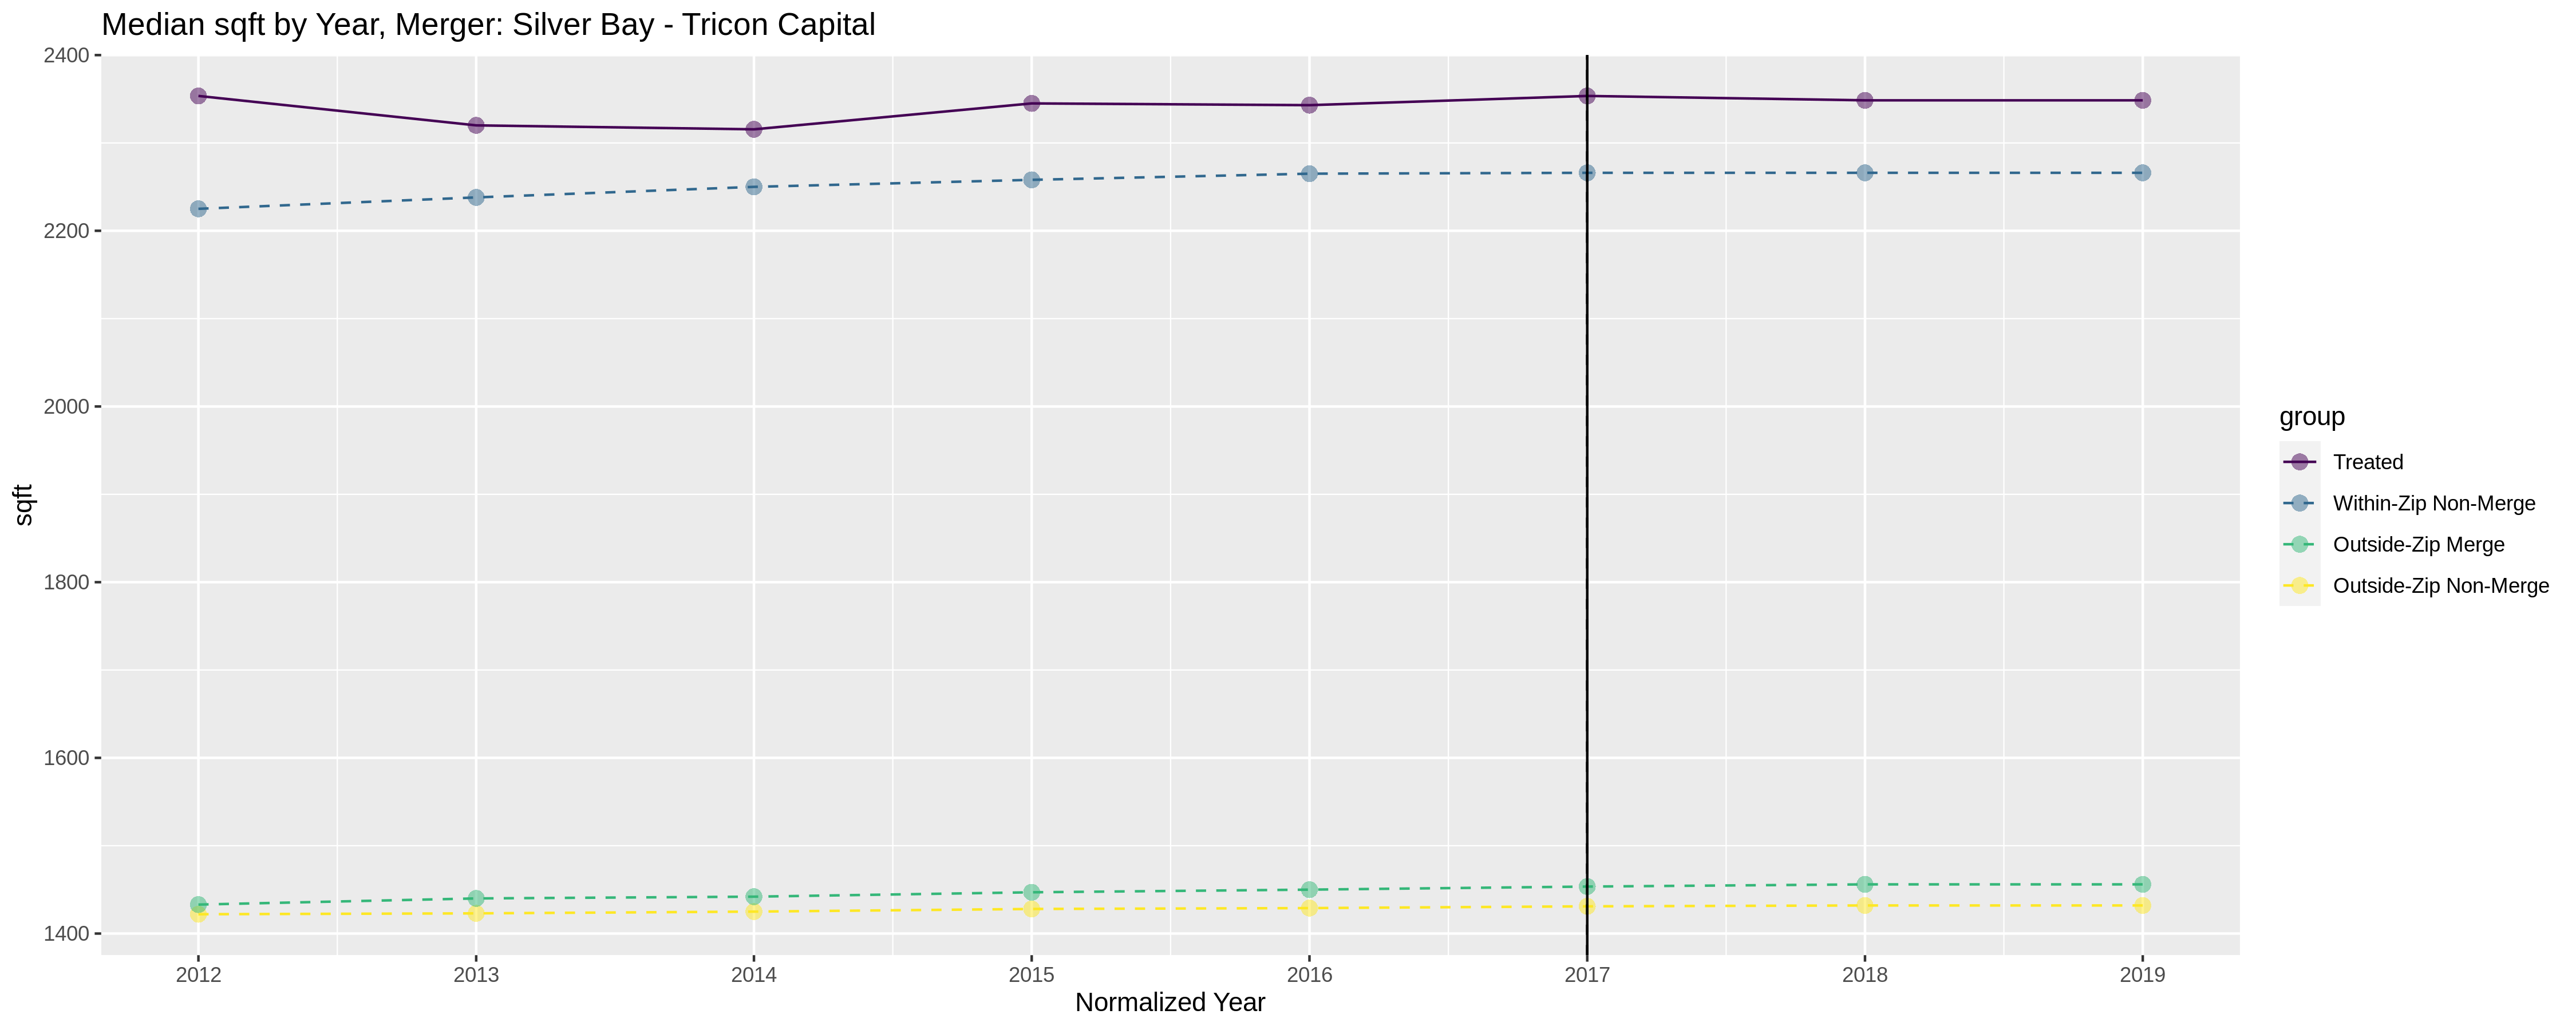 Median sqft by Year, Merger: Silver Bay - Tricon Capital
2400
2200
2000
1800
1600
1400
sqft
2012 2013 2014 2015 2016 2017 2018 2019
Normalized Year
group
Treated
Within-Zip Non-Merge
Outside-Zip Merge
Outside-Zip Non-Merge